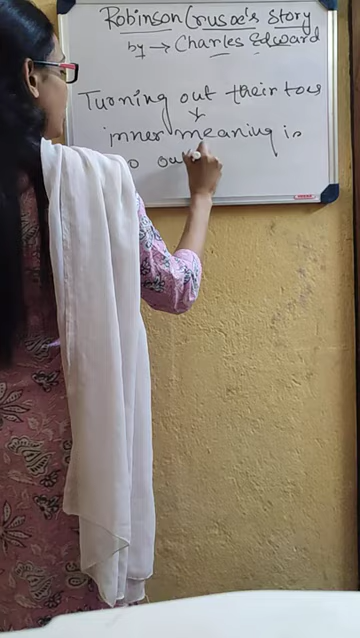 Robinson Crusoe's Story
by → Charles Edward
Turning out their toes
inner meaning is